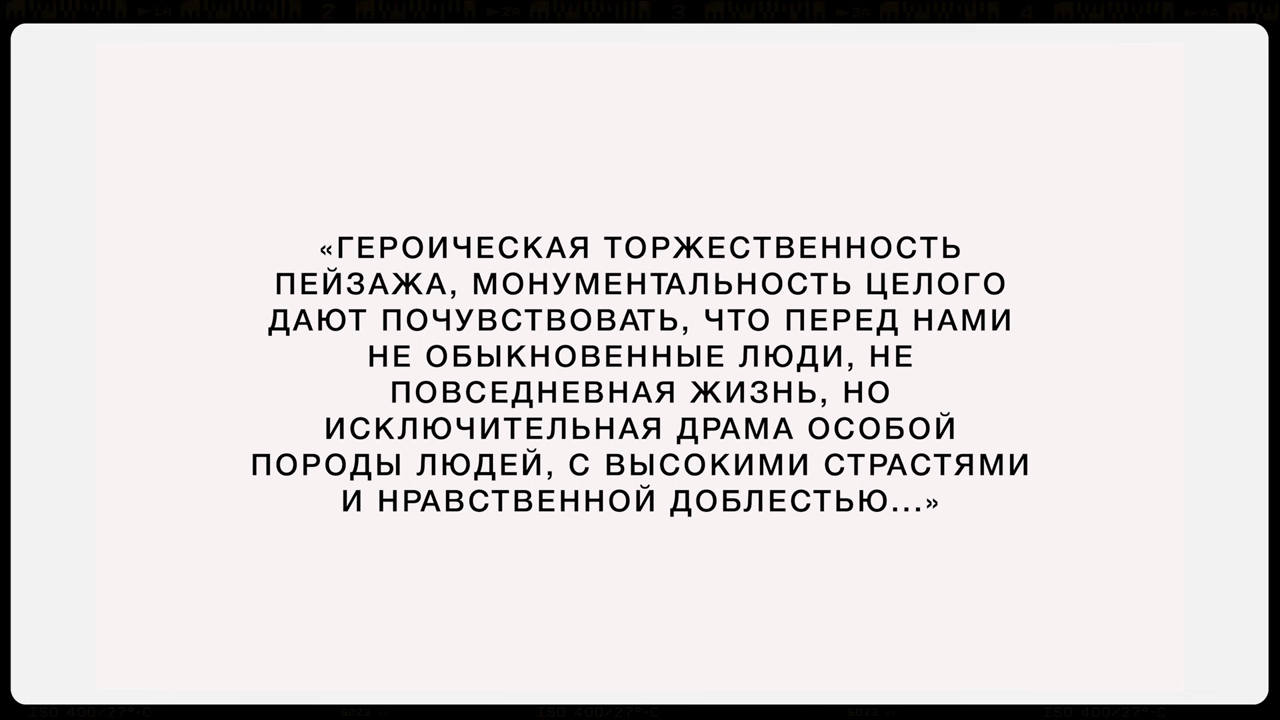 «ГЕРОИЧЕСКАЯ ТОРЖЕСТВЕННОСТЬ
ПЕЙЗАЖА, МОНУМЕНТАЛЬНОСТЬ ЦЕЛОГО
ДАЮТ ПОЧУВСТВОВАТЬ, ЧТО ПЕРЕД НАМИ
НЕ ОБЫКНОВЕННЫЕ ЛЮДИ, НЕ
ПОВСЕДНЕВНАЯ ЖИЗНЬ, НО
ИСКЛЮЧИТЕЛЬНАЯ ДРАМА ОСОБОЙ
ПОРОДЫ ЛЮДЕЙ, С ВЫСОКИМИ СТРАСТЯМИ
И НРАВСТВЕННОЙ ДОБЛЕСТЬЮ...»